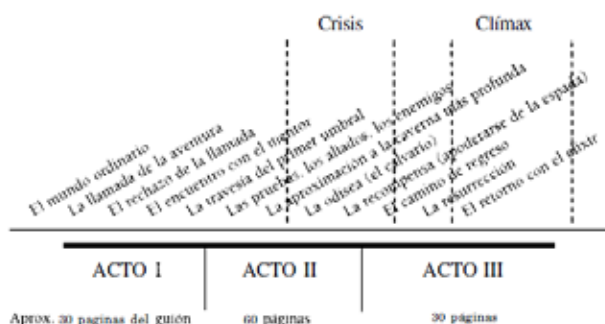 Crisis
Clímax
El mundo ordinario
La llamada de la aventura
El rechazo de la llamada
El encuentro con el mentor
La travesía del primer umbral
Las pruebas, los aliados, los enemigos
La aproximación a la caverna más profunda
La odisea (el calvario)
La recompensa (apoderarse de la espada)
El camino de regreso
La resurrección
El retorno con el elixir
ACTO I
ACTO II
ACTO III
Aprox. 30 paginas del guión
60 páginas
30 páginas